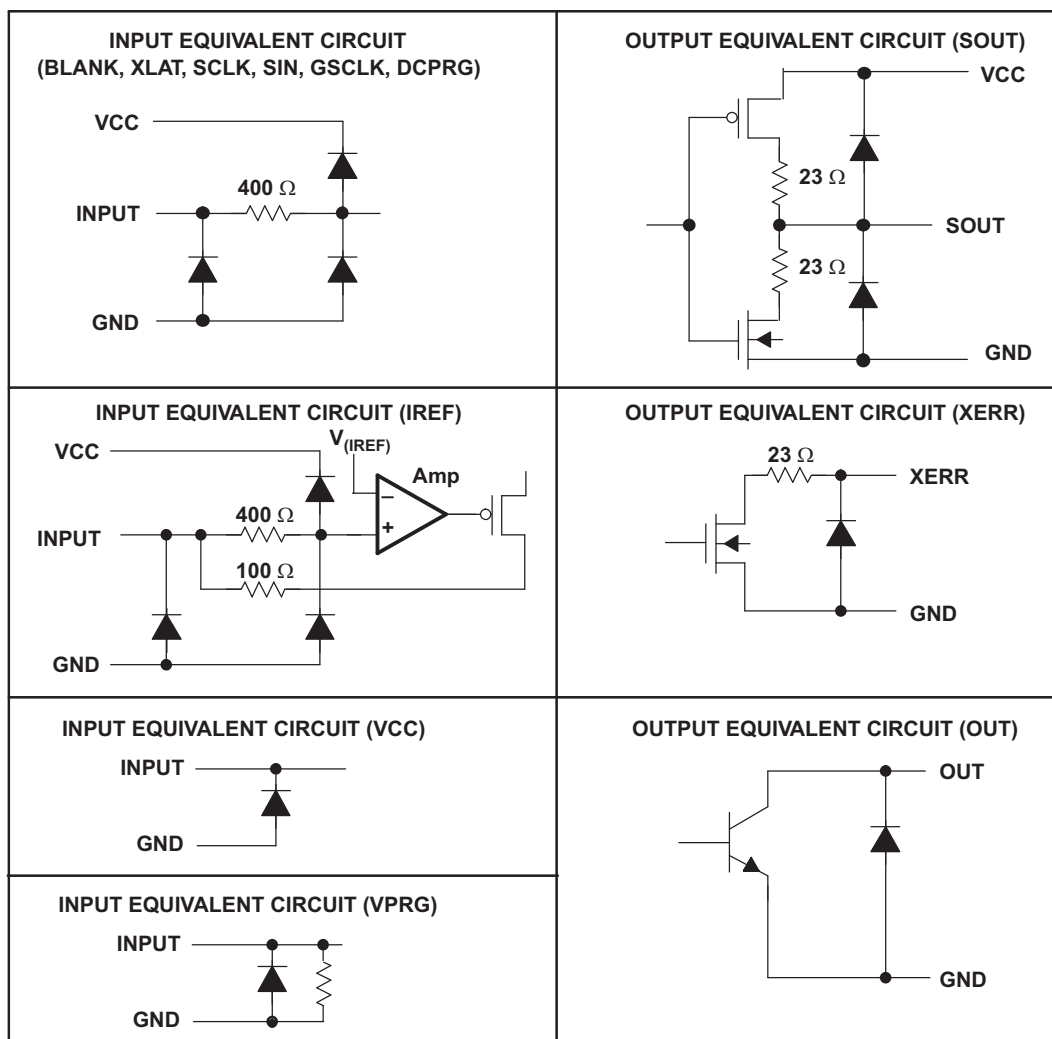 INPUT EQUIVALENT CIRCUIT
(BLANK, XLAT, SCLK, SIN, GSCLK, DCPRG)
VCC
400 Ω
INPUT
GND
OUTPUT EQUIVALENT CIRCUIT (SOUT)
VCC
23 Ω
SOUT
23 Ω
GND
INPUT EQUIVALENT CIRCUIT (IREF)
V(IREF)
VCC
Amp
−
400 Ω
+
INPUT
100 Ω
GND
OUTPUT EQUIVALENT CIRCUIT (XERR)
23 Ω
XERR
GND
INPUT EQUIVALENT CIRCUIT (VCC)
INPUT
GND
INPUT EQUIVALENT CIRCUIT (VPRG)
INPUT
GND
OUTPUT EQUIVALENT CIRCUIT (OUT)
OUT
GND